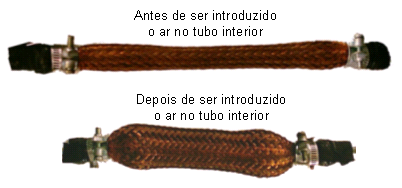 Antes de ser introduzido
o ar no tubo interior
Depois de ser introduzido
o ar no tubo interior